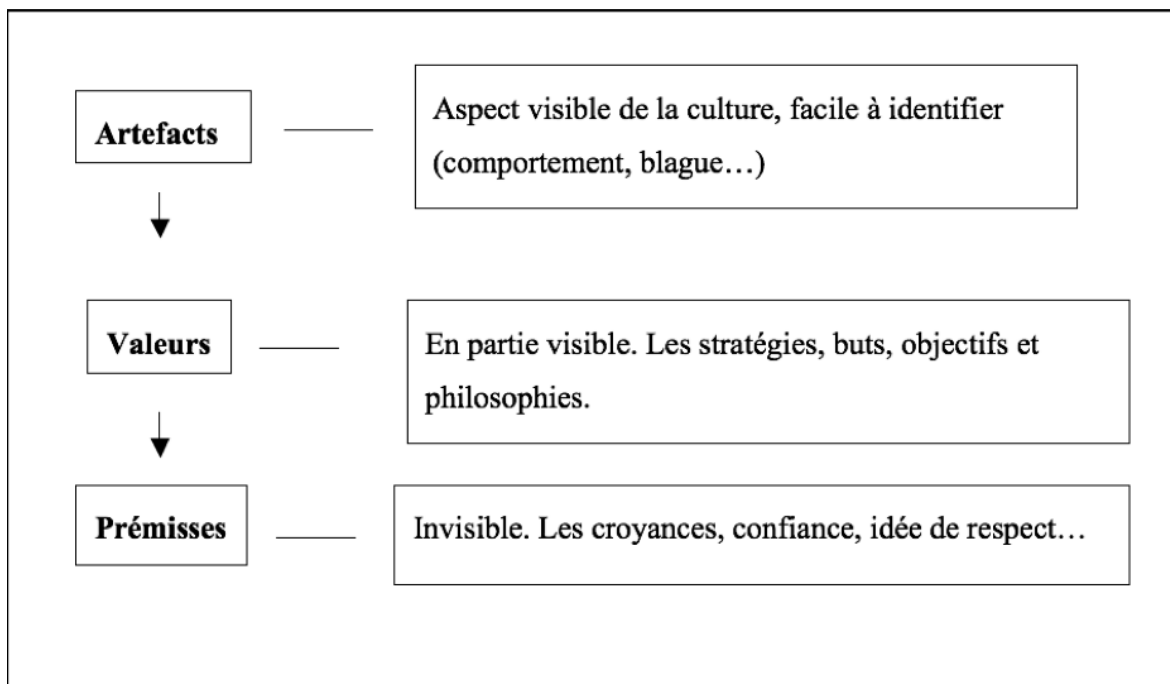 Artefacts
Aspect visible de la culture, facile à identifier
(comportement, blague…)
Valeurs
En partie visible. Les stratégies, buts, objectifs et
philosophies.
Prémisses
Invisible. Les croyances, confiance, idée de respect…